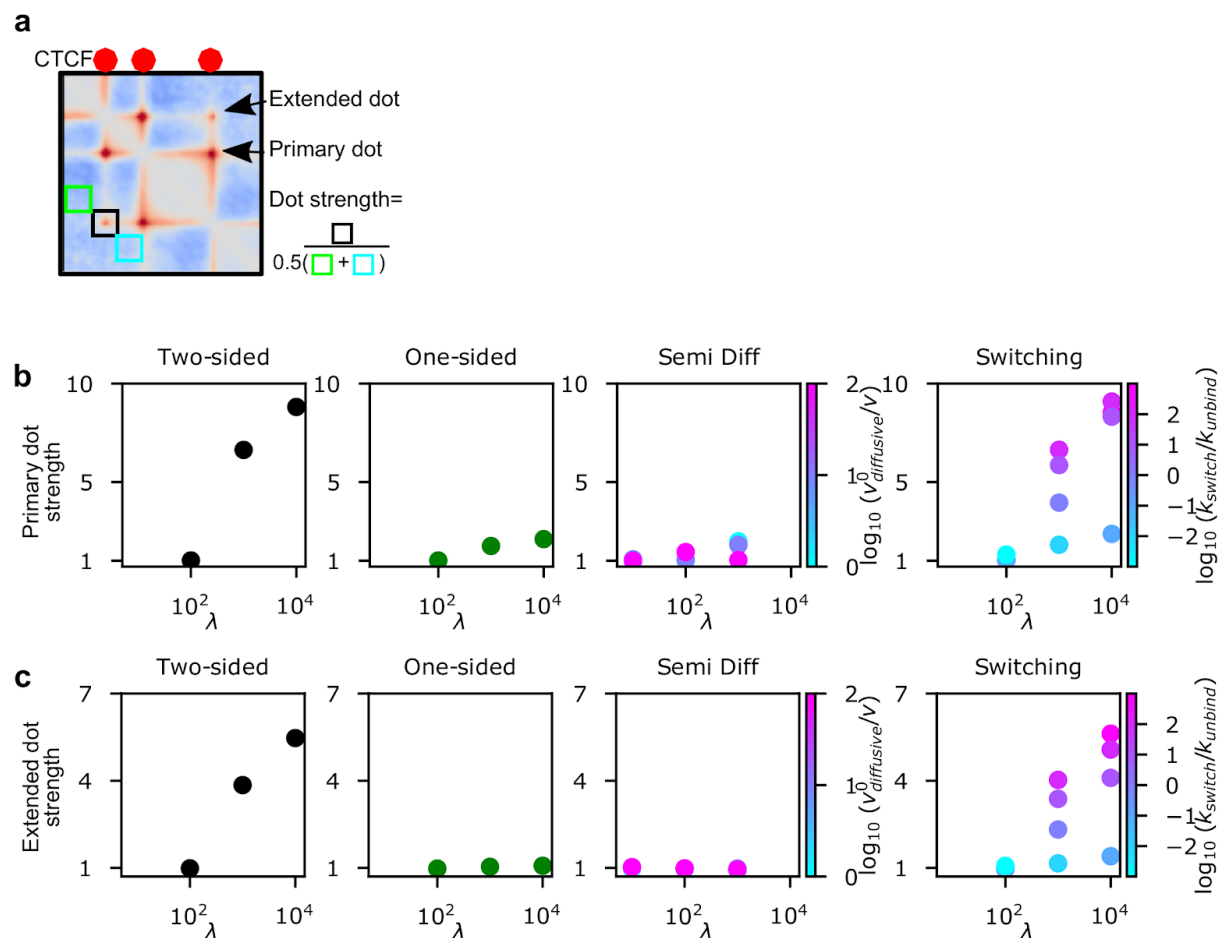 a
CTCF
Extended dot
Primary dot
Dot strength=
0.5( + )
b
Two-sided
One-sided
Semi Diff
Switching
Primary dot
strength
10
5
1
10²
10⁴
λ
10
5
1
10²
10⁴
λ
10
5
1
10²
10⁴
λ
2
1
0
log₁₀ (v⁰diffusive/v)
10
5
1
10²
10⁴
λ
2
1
0
−1
−2
log₁₀ (kswitch/kunbind)
c
Two-sided
One-sided
Semi Diff
Switching
Extended dot
strength
7
4
1
10²
10⁴
λ
7
4
1
10²
10⁴
λ
7
4
1
10²
10⁴
λ
2
1
0
log₁₀ (v⁰diffusive/v)
7
4
1
10²
10⁴
λ
2
1
0
−1
−2
log₁₀ (kswitch/kunbind)